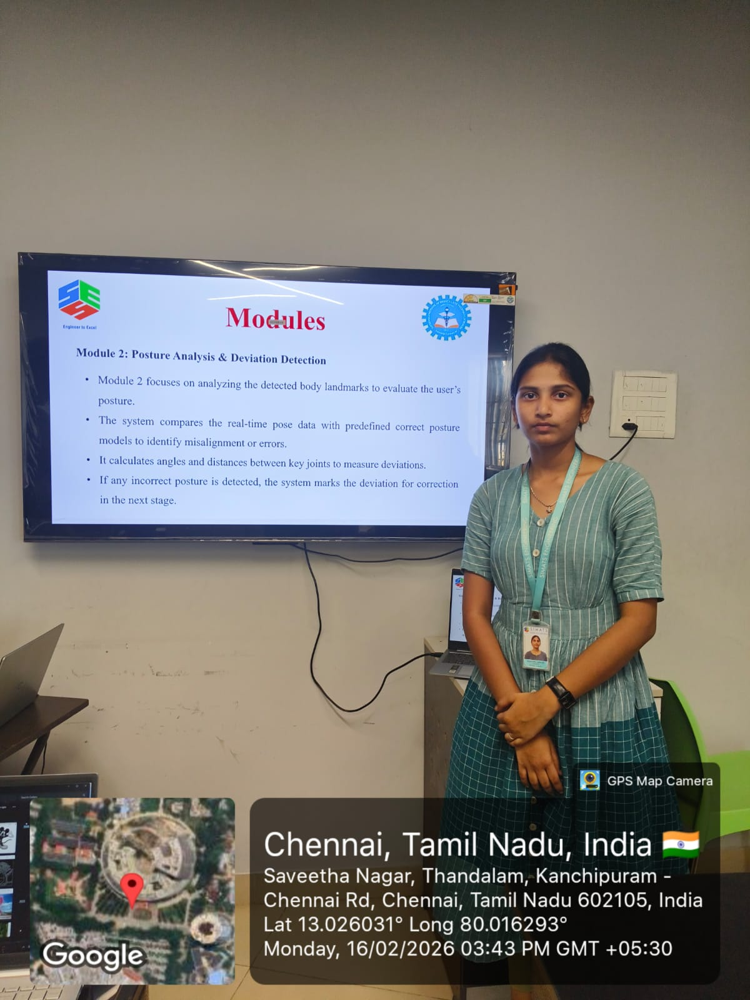 SES
Engineer to Excel
Modules
Module 2: Posture Analysis & Deviation Detection
• Module 2 focuses on analyzing the detected body landmarks to evaluate the user's
posture.
• The system compares the real-time pose data with predefined correct posture
models to identify misalignment or errors.
• It calculates angles and distances between key joints to measure deviations.
• If any incorrect posture is detected, the system marks the deviation for correction
in the next stage.
SIMATS ENGINEERING
SIMATS
GPS Map Camera
Google
Chennai, Tamil Nadu, India
Saveetha Nagar, Thandalam, Kanchipuram -
Chennai Rd, Chennai, Tamil Nadu 602105, India
Lat 13.026031° Long 80.016293°
Monday, 16/02/2026 03:43 PM GMT +05:30